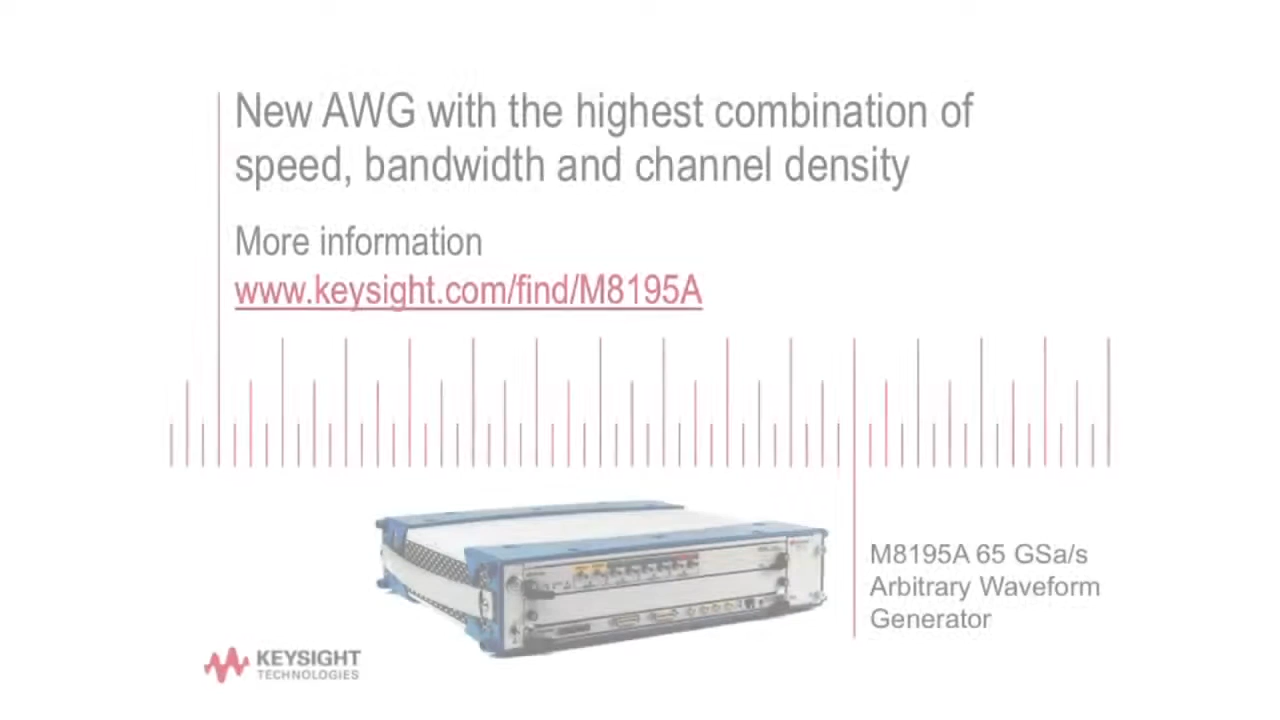 New AWG with the highest combination of
speed, bandwidth and channel density
More information
www.keysight.com/find/M8195A
M8195A 65 GSa/s
Arbitrary Waveform
Generator
KEYSIGHT
TECHNOLOGIES